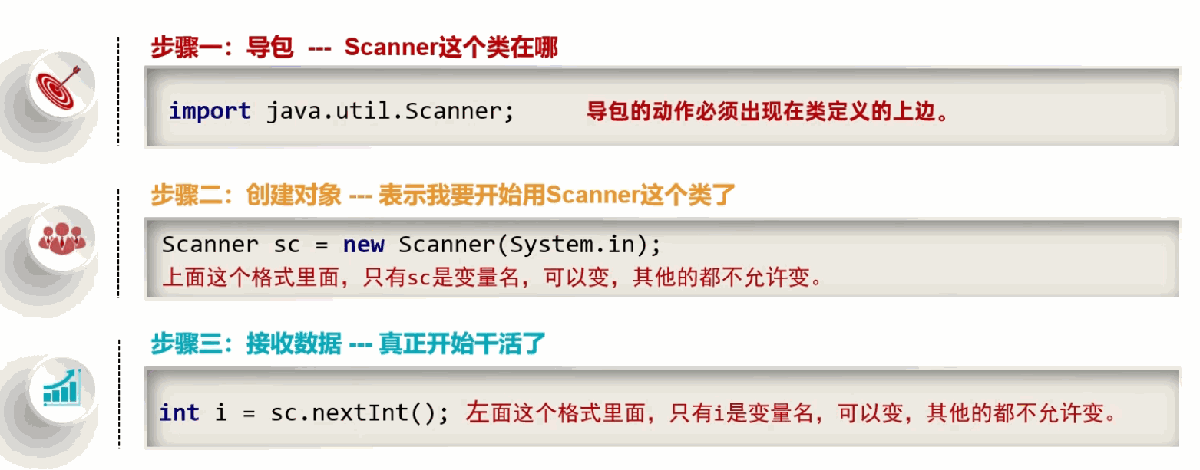 步骤一：导包 --- Scanner这个类在哪
import java.util.Scanner; 导包的动作必须出现在类定义的上边。
步骤二：创建对象 --- 表示我要开始用Scanner这个类了
Scanner sc = new Scanner(System.in);
上面这个格式里面，只有sc是变量名，可以变，其他的都不允许变。
步骤三：接收数据 --- 真正开始干活了
int i = sc.nextInt(); 左面这个格式里面，只有i是变量名，可以变，其他的都不允许变。